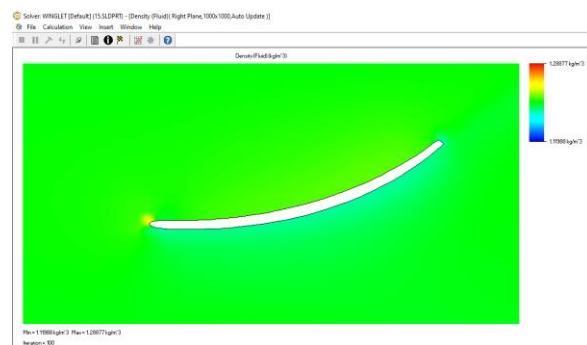 Solver: WINGLET [Default] (15.SLDPRT) - [Density (Fluid)( Right Plane,1000x1000,Auto Update )]
File Calculation View Insert Window Help
Density (Fluid) (kg/m^3)
1.28877 kg/m^3
1.11988 kg/m^3
Min = 1.11988 kg/m^3 Max = 1.28877 kg/m^3
Iteration = 100